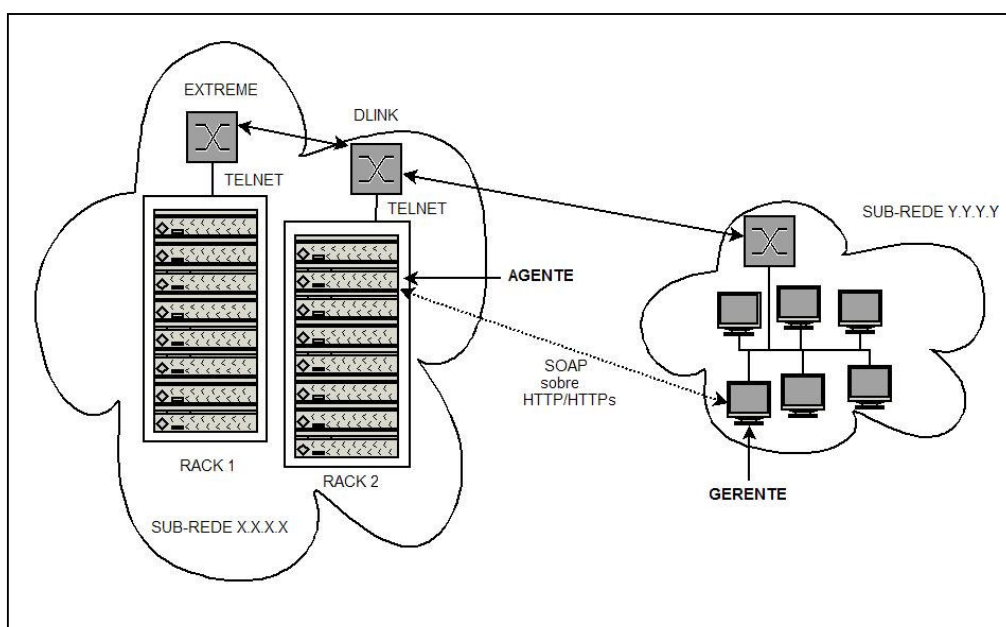 EXTREME
DLINK
TELNET
TELNET
SUB-REDE Y.Y.Y.Y
AGENTE
SOAP
sobre
HTTP/HTTPs
RACK 1
RACK 2
GERENTE
SUB-REDE X.X.X.X